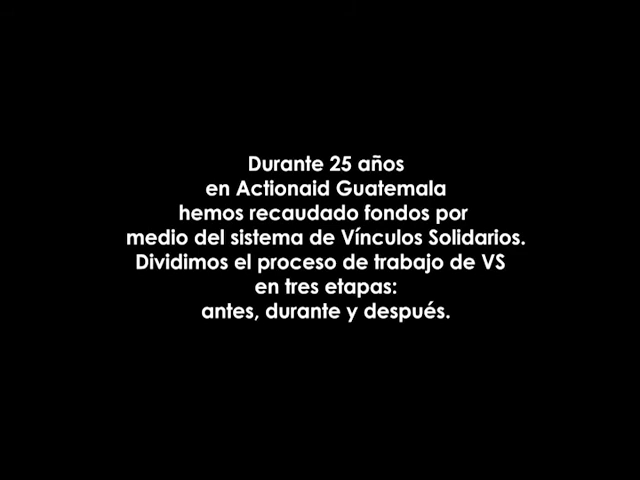 Durante 25 años
en Actionaid Guatemala
hemos recaudado fondos por
medio del sistema de Vínculos Solidarios.
Dividimos el proceso de trabajo de VS
en tres etapas:
antes, durante y después.